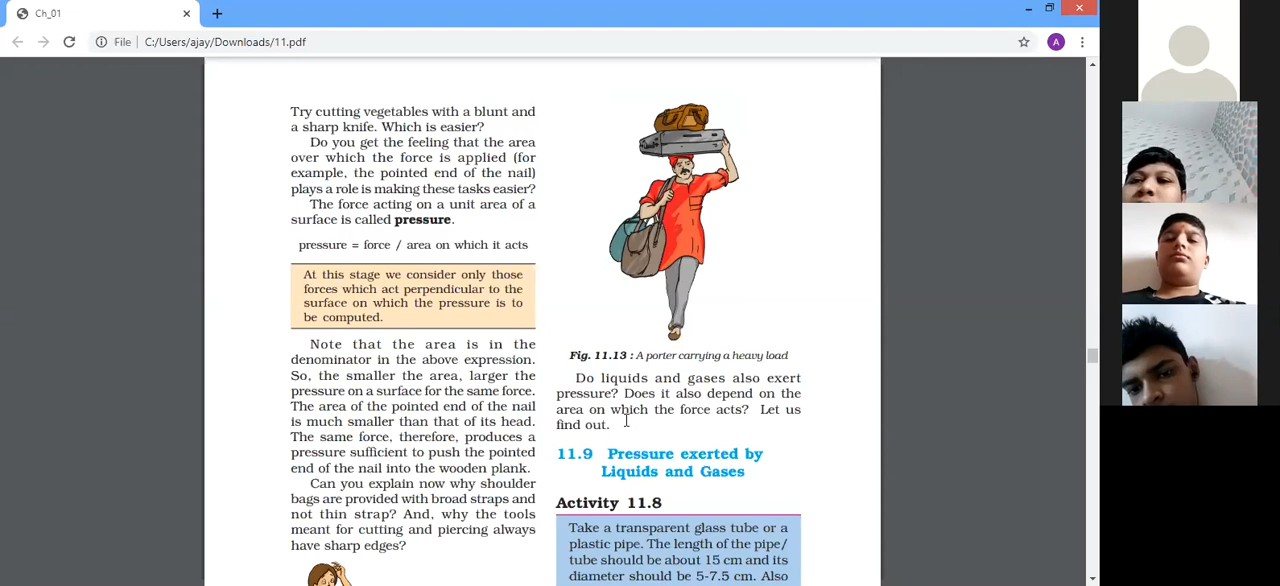 Ch_01
File C:/Users/ajay/Downloads/11.pdf
A
Try cutting vegetables with a blunt and
a sharp knife. Which is easier?
Do you get the feeling that the area
over which the force is applied (for
example, the pointed end of the nail)
plays a role is making these tasks easier?
The force acting on a unit area of a
surface is called pressure.
pressure = force / area on which it acts
At this stage we consider only those
forces which act perpendicular to the
surface on which the pressure is to
be computed.
Note that the area is in the
denominator in the above expression.
So, the smaller the area, larger the
pressure on a surface for the same force.
The area of the pointed end of the nail
is much smaller than that of its head.
The same force, therefore, produces a
pressure sufficient to push the pointed
end of the nail into the wooden plank.
Can you explain now why shoulder
bags are provided with broad straps and
not thin strap? And, why the tools
meant for cutting and piercing always
have sharp edges?
Fig. 11.13 : A porter carrying a heavy load
Do liquids and gases also exert
pressure? Does it also depend on the
area on which the force acts? Let us
find out.
11.9 Pressure exerted by
Liquids and Gases
Activity 11.8
Take a transparent glass tube or a
plastic pipe. The length of the pipe/
tube should be about 15 cm and its
diameter should be 5-7.5 cm. Also